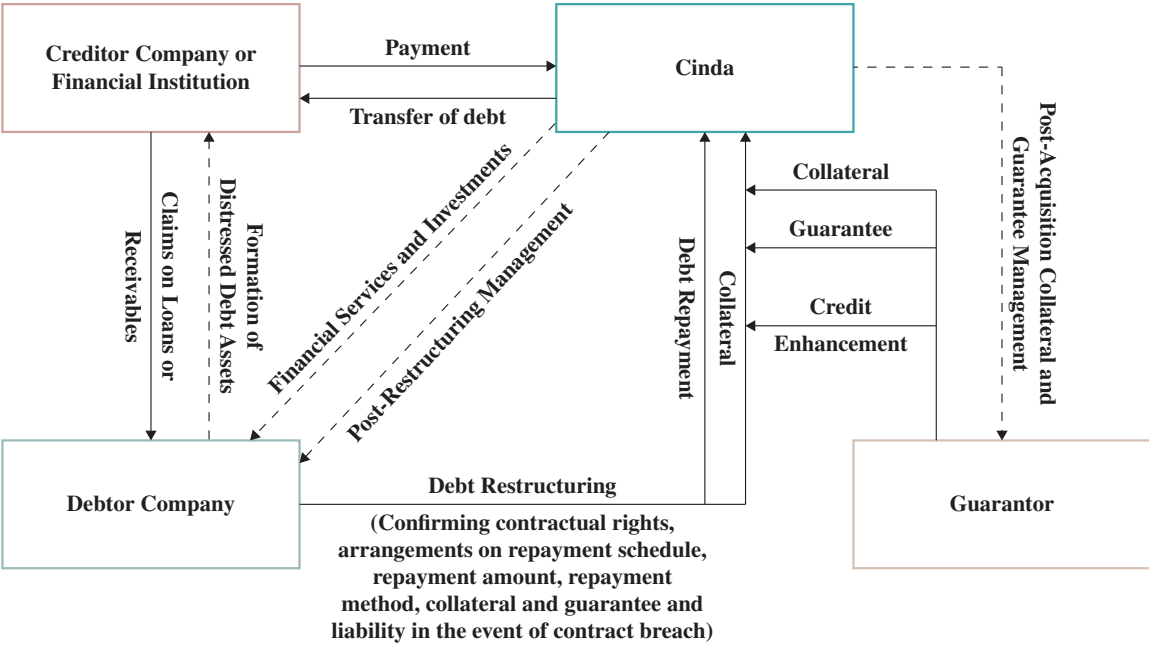 Creditor Company or
Financial Institution
Payment
Transfer of debt
Cinda
Post-Acquisition Collateral and
Guarantee Management
Claims on Loans or
Receivables
Formation of
Distressed Debt Assets
Financial Services and Investments
Post-Restructuring Management
Debt Repayment
Collateral
Collateral
Guarantee
Credit
Enhancement
Debtor Company
Debt Restructuring
(Confirming contractual rights,
arrangements on repayment schedule,
repayment amount, repayment
method, collateral and guarantee and
liability in the event of contract breach)
Guarantor